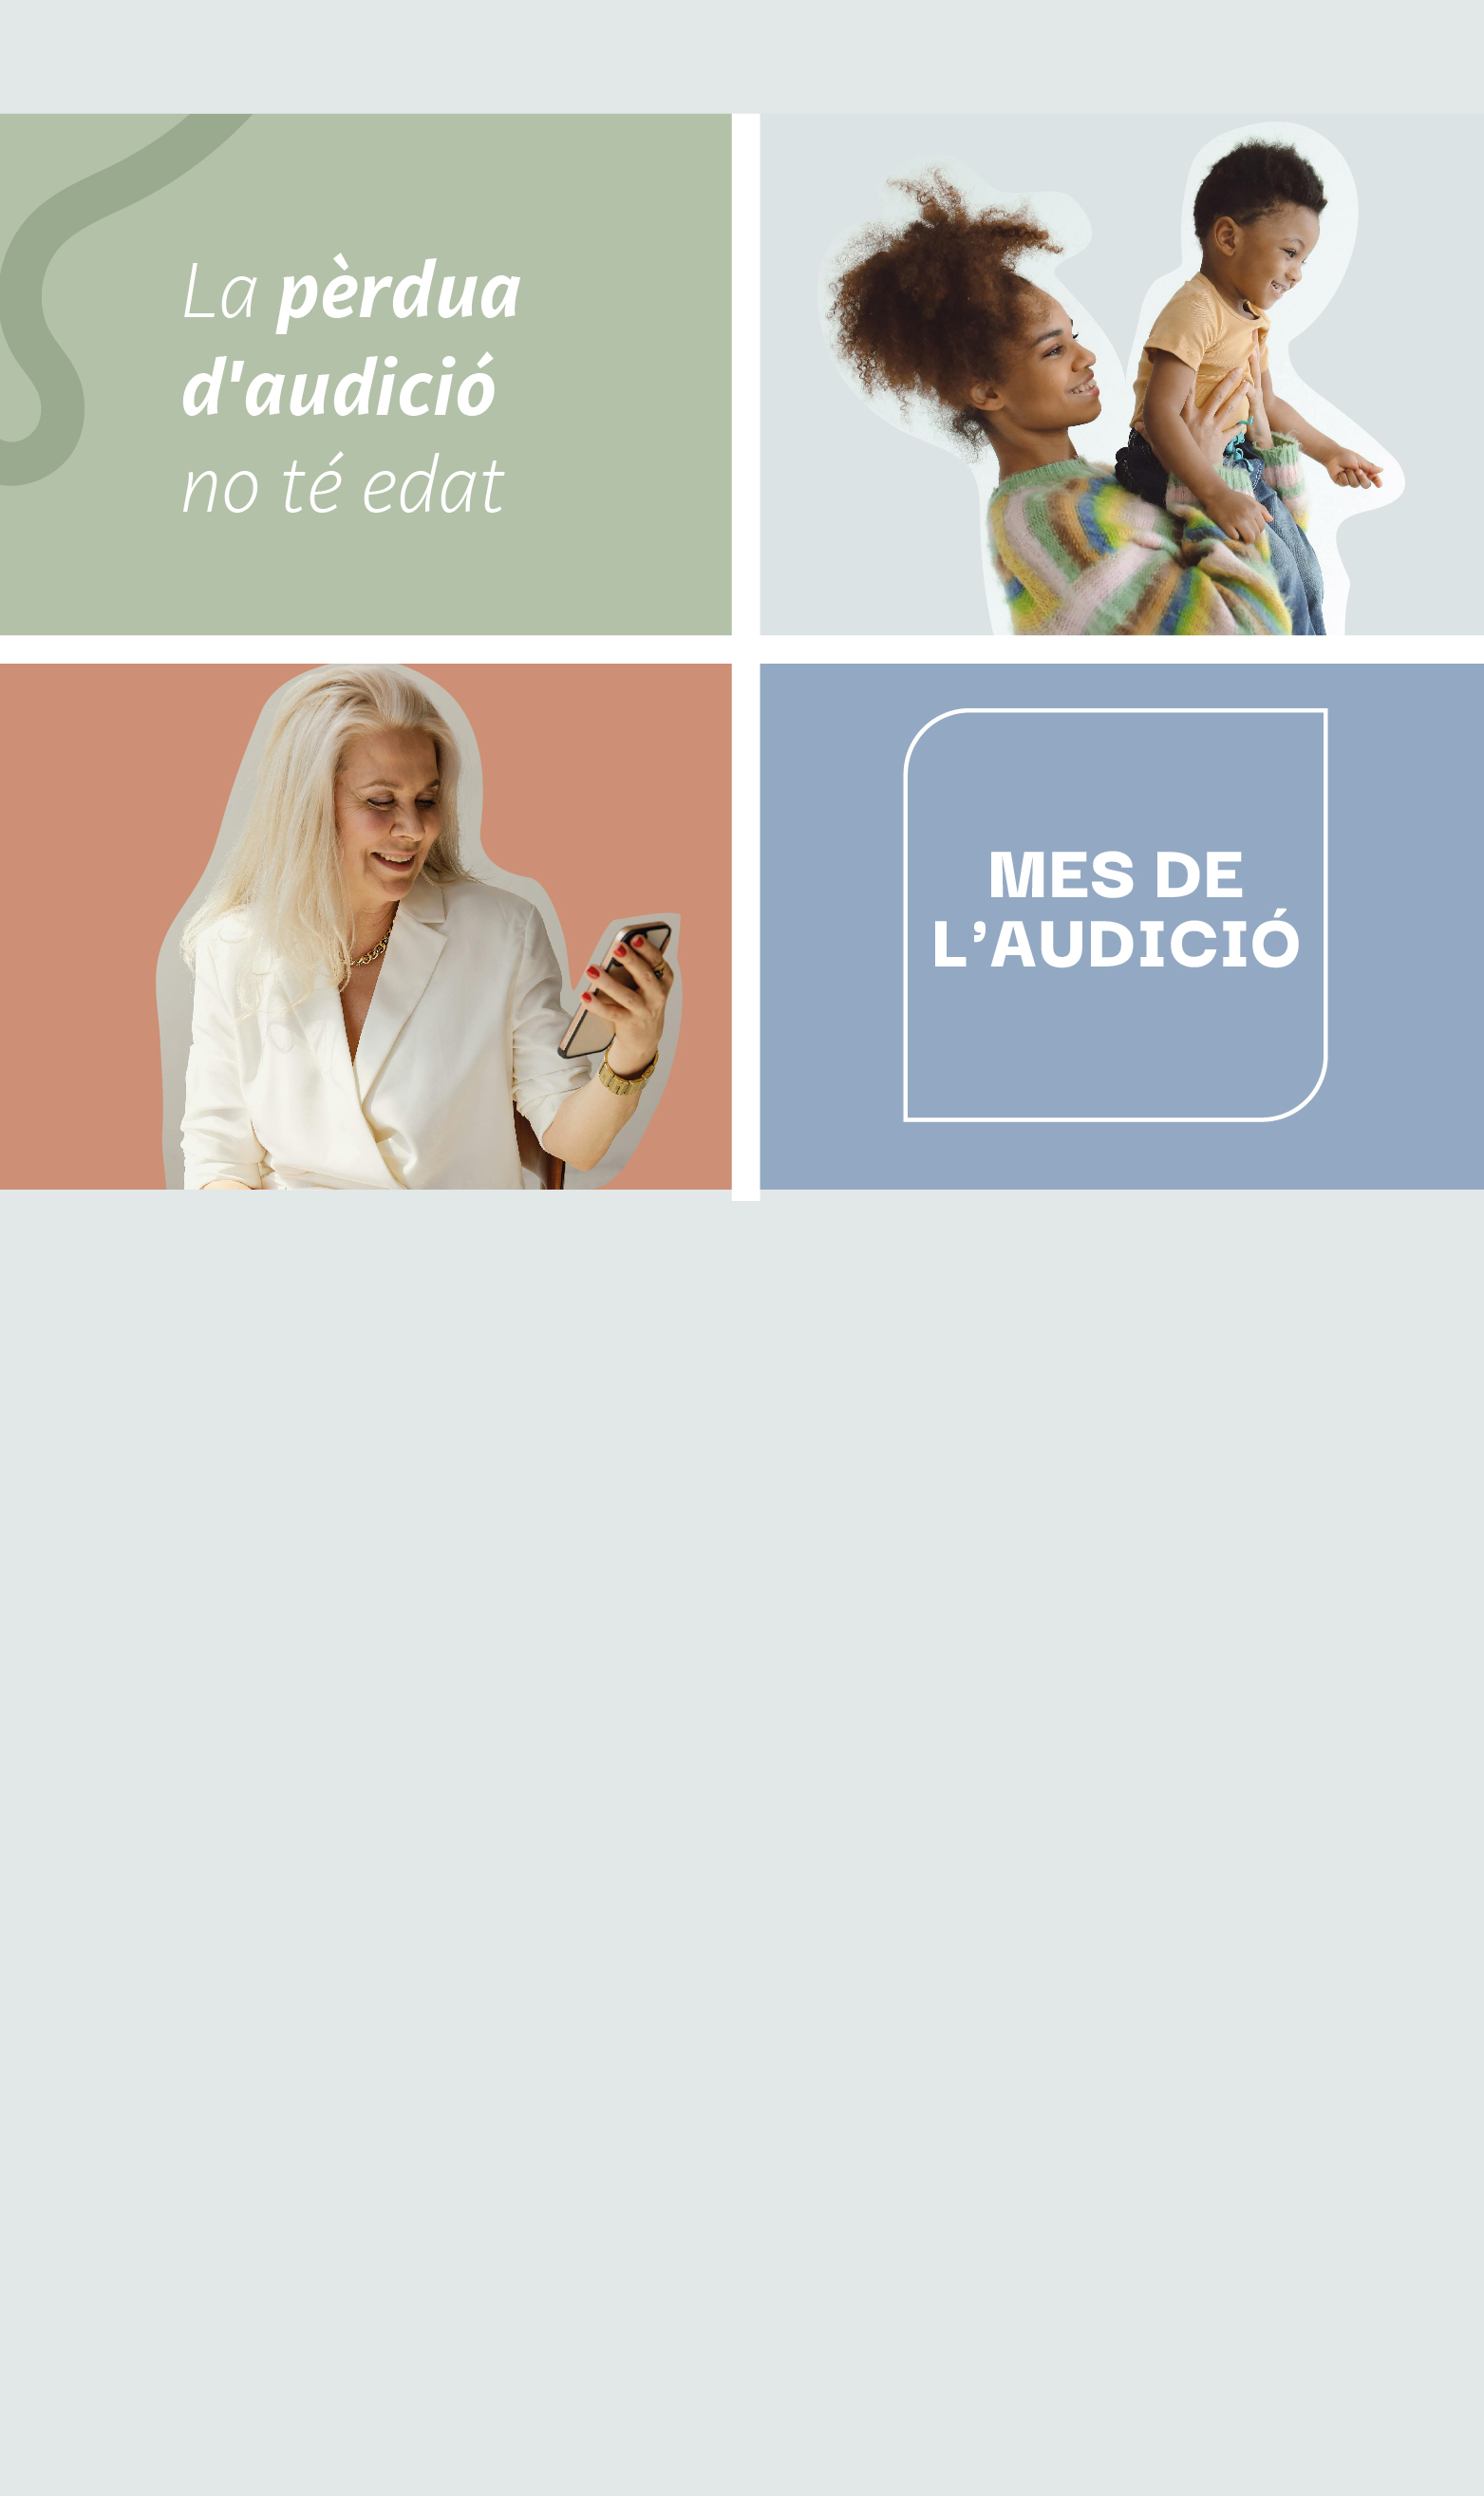 La pèrdua
d'audició
no té edat
MES DE
L’AUDICIÓ